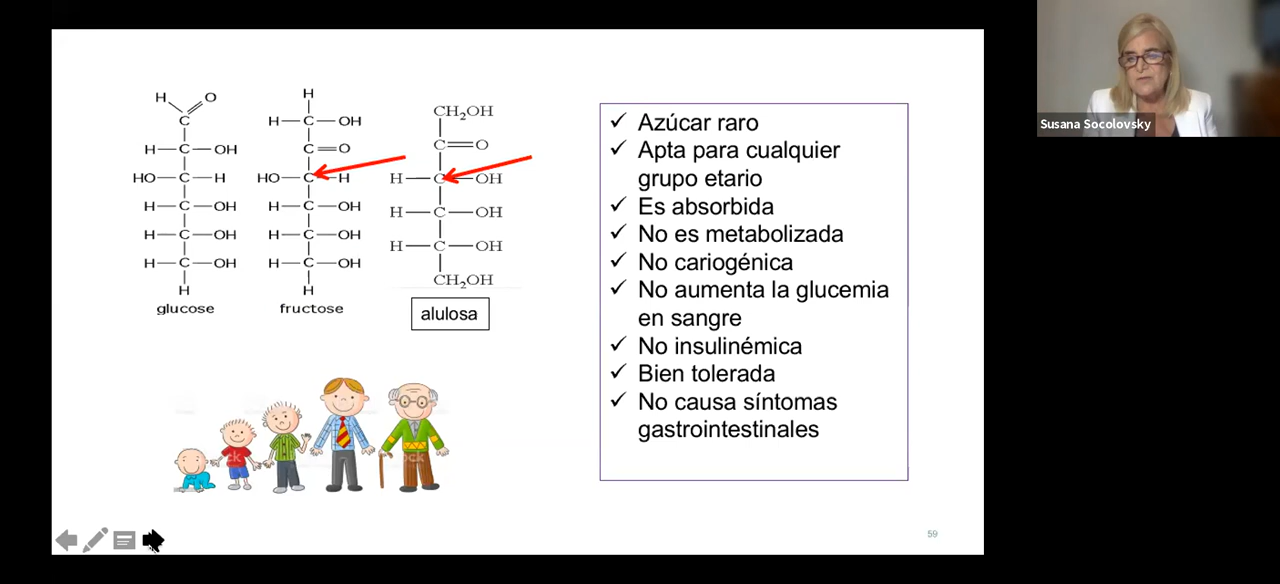 H O
C
H—C—OH
HO—C—H
H—C—OH
H—C—OH
H—C—OH
H
glucose
H
H—C—OH
C=O
HO—C—H
H—C—OH
H—C—OH
H—C—OH
H
fructose
CH₂OH
C=O
H—C—OH
H—C—OH
H—C—OH
CH₂OH
alulosa
✓ Azúcar raro
✓ Apta para cualquier
grupo etario
✓ Es absorbida
✓ No es metabolizada
✓ No cariogénica
✓ No aumenta la glucemia
en sangre
✓ No insulinémica
✓ Bien tolerada
✓ No causa síntomas
gastrointestinales
59
Susana Socolovsky